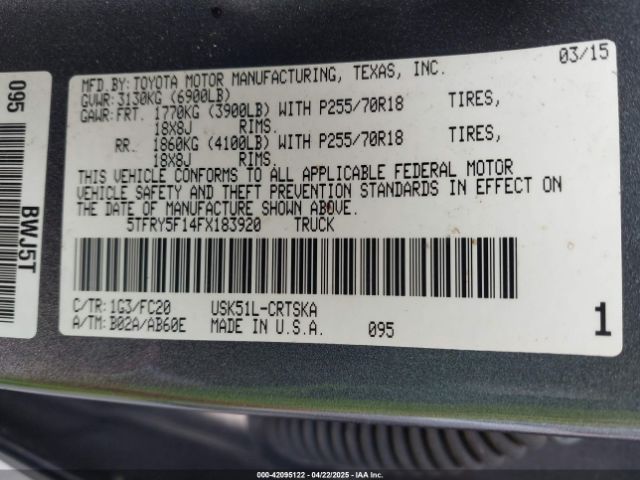 MFD.BY: TOYOTA MOTOR MANUFACTURING, TEXAS, INC. 03/15
GVWR: 3130KG (6900LB)
GAWR: FRT. 1770KG (3900LB) WITH P255/70R18 TIRES,
18X8J RIMS.
RR. 1860KG (4100LB) WITH P255/70R18 TIRES,
18X8J RIMS.
THIS VEHICLE CONFORMS TO ALL APPLICABLE FEDERAL MOTOR
VEHICLE SAFETY AND THEFT PREVENTION STANDARDS IN EFFECT ON
THE DATE OF MANUFACTURE SHOWN ABOVE.
5TFRY5F14FX183920 TRUCK
C/TR: 1G3/FC20 USK51L-CRTSKA
A/TM: B02A/AB60E MADE IN U.S.A. 095 1
095
BWJ5T
000-42095122 - 04/22/2025 - IAA Inc.